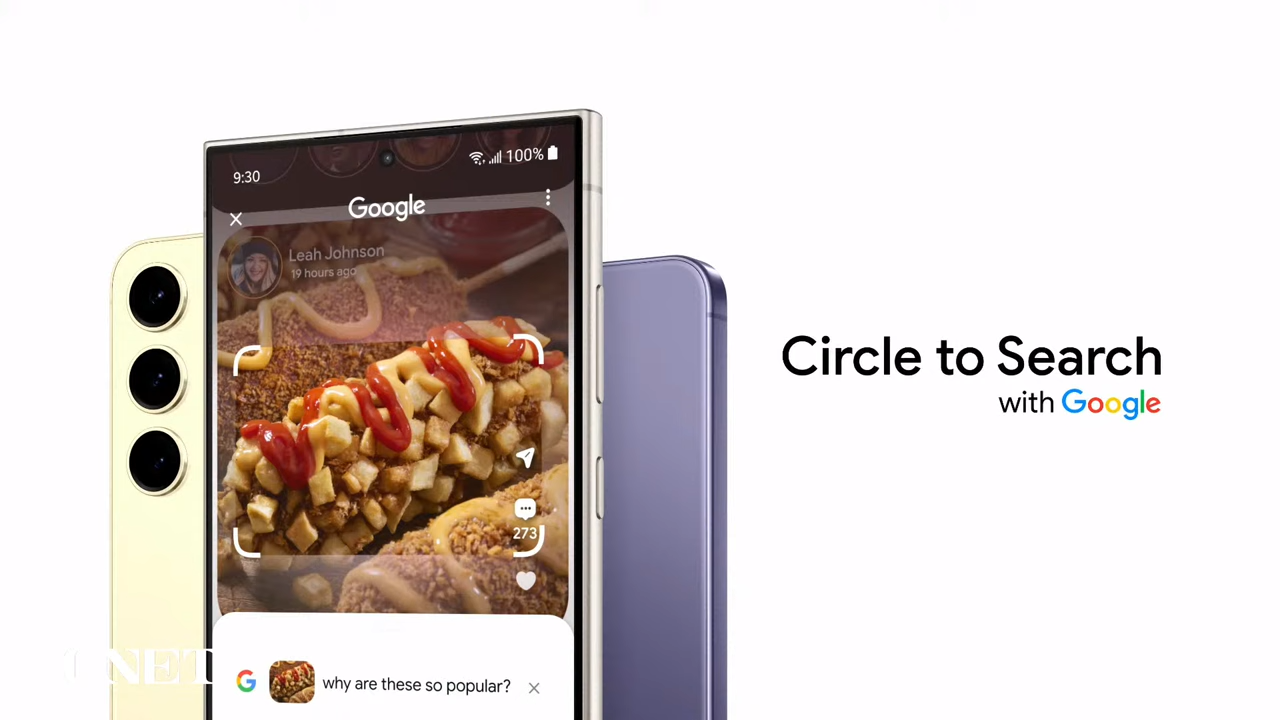 9:30
100%
Google
Leah Johnson
19 hours ago
273
Circle to Search
with Google
CNET
G
why are these so popular?